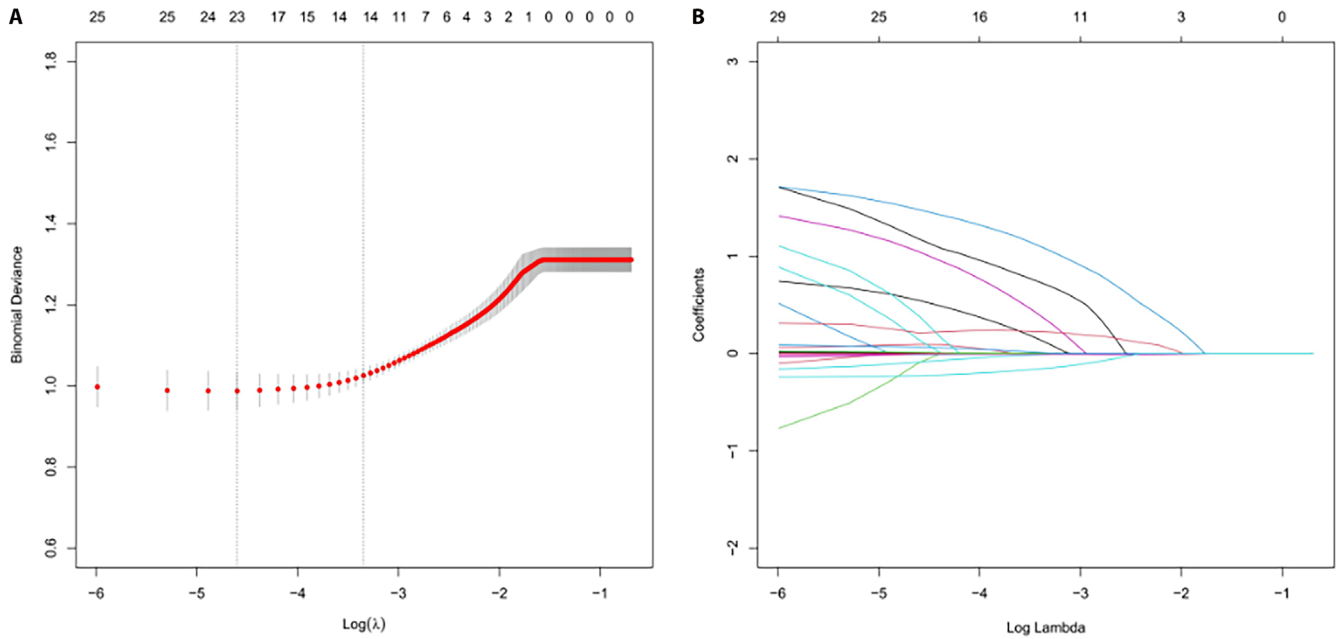 A
25 25 24 23 17 15 14 14 11 7 6 4 3 2 1 0 0 0 0 0
1.8
1.6
1.4
1.2
1.0
0.8
0.6
Binomial Deviance
−6 −5 −4 −3 −2 −1
Log(λ)
B
29 25 16 11 3 0
3
2
1
0
−1
−2
Coefficients
−6 −5 −4 −3 −2 −1
Log Lambda